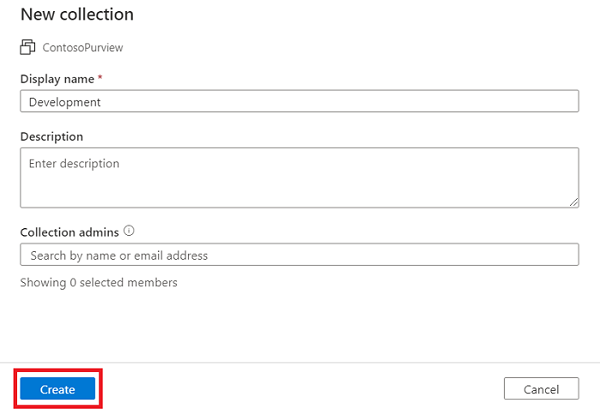 New collection
ContosoPurview
Display name *
Development
Description
Enter description
Collection admins
Search by name or email address
Showing 0 selected members
Create Cancel